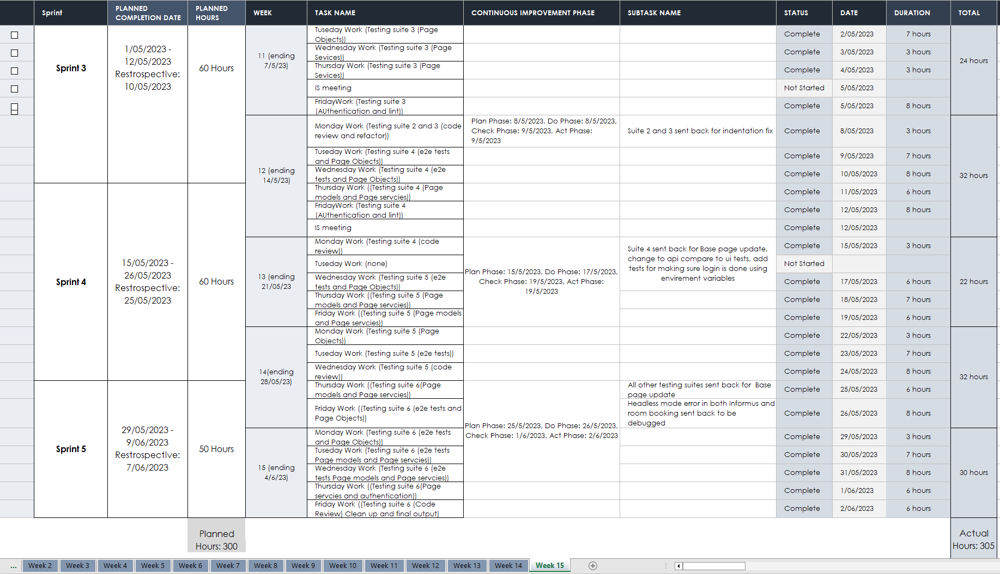 Sprint
PLANNED
COMPLETION DATE
PLANNED
HOURS
WEEK
TASK NAME
CONTINUOUS IMPROVEMENT PHASE
SUBTASK NAME
STATUS
DATE
DURATION
TOTAL
Sprint 3
1/05/2023 -
12/05/2023
Restrospective:
10/05/2023
60 Hours
11 (ending
7/5/23)
Tuseday Work (Testing suite 3 (Page
Objects))
Complete
2/05/2023
7 hours
24 hours
Wednesday Work (Testing suite 3 (Page
Sevices))
Complete
3/05/2023
3 hours
Thursday Work (Testing suite 3 (Page
Sevices))
Complete
4/05/2023
3 hours
IS meeting
Not Started
5/05/2023
FridayWork (Testing suite 3
(AUthentication and lint))
Complete
5/05/2023
8 hours
12 (ending
14/5/23)
Monday Work (Testing suite 2 and 3 (code
review and refactor))
Plan Phase: 8/5/2023, Do Phase: 8/5/2023,
Check Phase: 9/5/2023, Act Phase:
9/5/2023
Suite 2 and 3 sent back for indentation fix
Complete
8/05/2023
3 hours
32 hours
Tuseday Work (Testing suite 4 (e2e tests
and Page Objects))
Complete
9/05/2023
7 hours
Wednesday Work (Testing suite 4 (e2e
tests and Page Objects))
Complete
10/05/2023
8 hours
Sprint 4
15/05/2023 -
26/05/2023
Restrospective:
25/05/2023
60 Hours
Thursday Work ((Testing suite 4 (Page
models and Page servcies))
Complete
11/05/2023
6 hours
FridayWork (Testing suite 4
(AUthentication and lint))
Complete
12/05/2023
8 hours
IS meeting
Complete
12/05/2023
13 (ending
21/05/23
Monday Work (Testing suite 4 (code
review))
Plan Phase: 15/5/2023, Do Phase: 17/5/2023,
Check Phase: 19/5/2023, Act Phase:
19/5/2023
Suite 4 sent back for Base page update,
change to api compare to ui tests, add
tests for making sure login is done using
envirement variables
Complete
15/05/2023
3 hours
22 hours
Tuseday Work (none)
Not Started
Wednesday Work (Testing suite 5 (e2e
tests and Page Objects))
Complete
17/05/2023
6 hours
Thursday Work ((Testing suite 5 (Page
models and Page servcies))
Complete
18/05/2023
7 hours
Friday Work ((Testing suite 5 (Page models
and Page servcies))
Complete
19/05/2023
6 hours
14(ending
28/05/23)
Monday Work (Testing suite 5 (Page
Objects))
Complete
22/05/2023
3 hours
32 hours
Tuseday Work (Testing suite 5 (e2e tests))
Complete
23/05/2023
7 hours
Wednesday Work (Testing suite 5 (code
review))
Complete
24/05/2023
8 hours
Sprint 5
29/05/2023 -
9/06/2023
Restrospective:
7/06/2023
50 Hours
Thursday Work ((Testing suite 6(Page
models and Page servcies))
Plan Phase: 25/5/2023, Do Phase: 26/5/2023,
Check Phase: 1/6/2023, Act Phase: 2/6/2023
All other testing suites sent back for  Base
page update
Complete
25/05/2023
6 hours
Friday Work ((Testing suite 6 (e2e tests and
Page Objects))
Headless mode error in both Informus and
room booking sent back to be
debugged
Complete
26/05/2023
8 hours
15 (ending
4/6/23)
Monday Work (Testing suite 6 (e2e tests
and Page Objects))
Complete
29/05/2023
3 hours
30 hours
Tuseday Work (Testing suite 6 (e2e tests
Page models and Page servcies))
Complete
30/05/2023
7 hours
Wednesday Work (Testing suite 6 (e2e
tests Page models and Page servcies))
Complete
31/05/2023
8 hours
Thursday Work ((Testing suite 6(Page
servcies and authentication))
Complete
1/06/2023
6 hours
Friday Work ((Testing suite 6 (Code
Review) Clean up and final output)
Complete
2/06/2023
6 hours
Planned
Hours: 300
Actual
Hours: 305
...
Week 2
Week 3
Week 4
Week 5
Week 6
Week 7
Week 8
Week 9
Week 10
Week 11
Week 12
Week 13
Week 14
Week 15